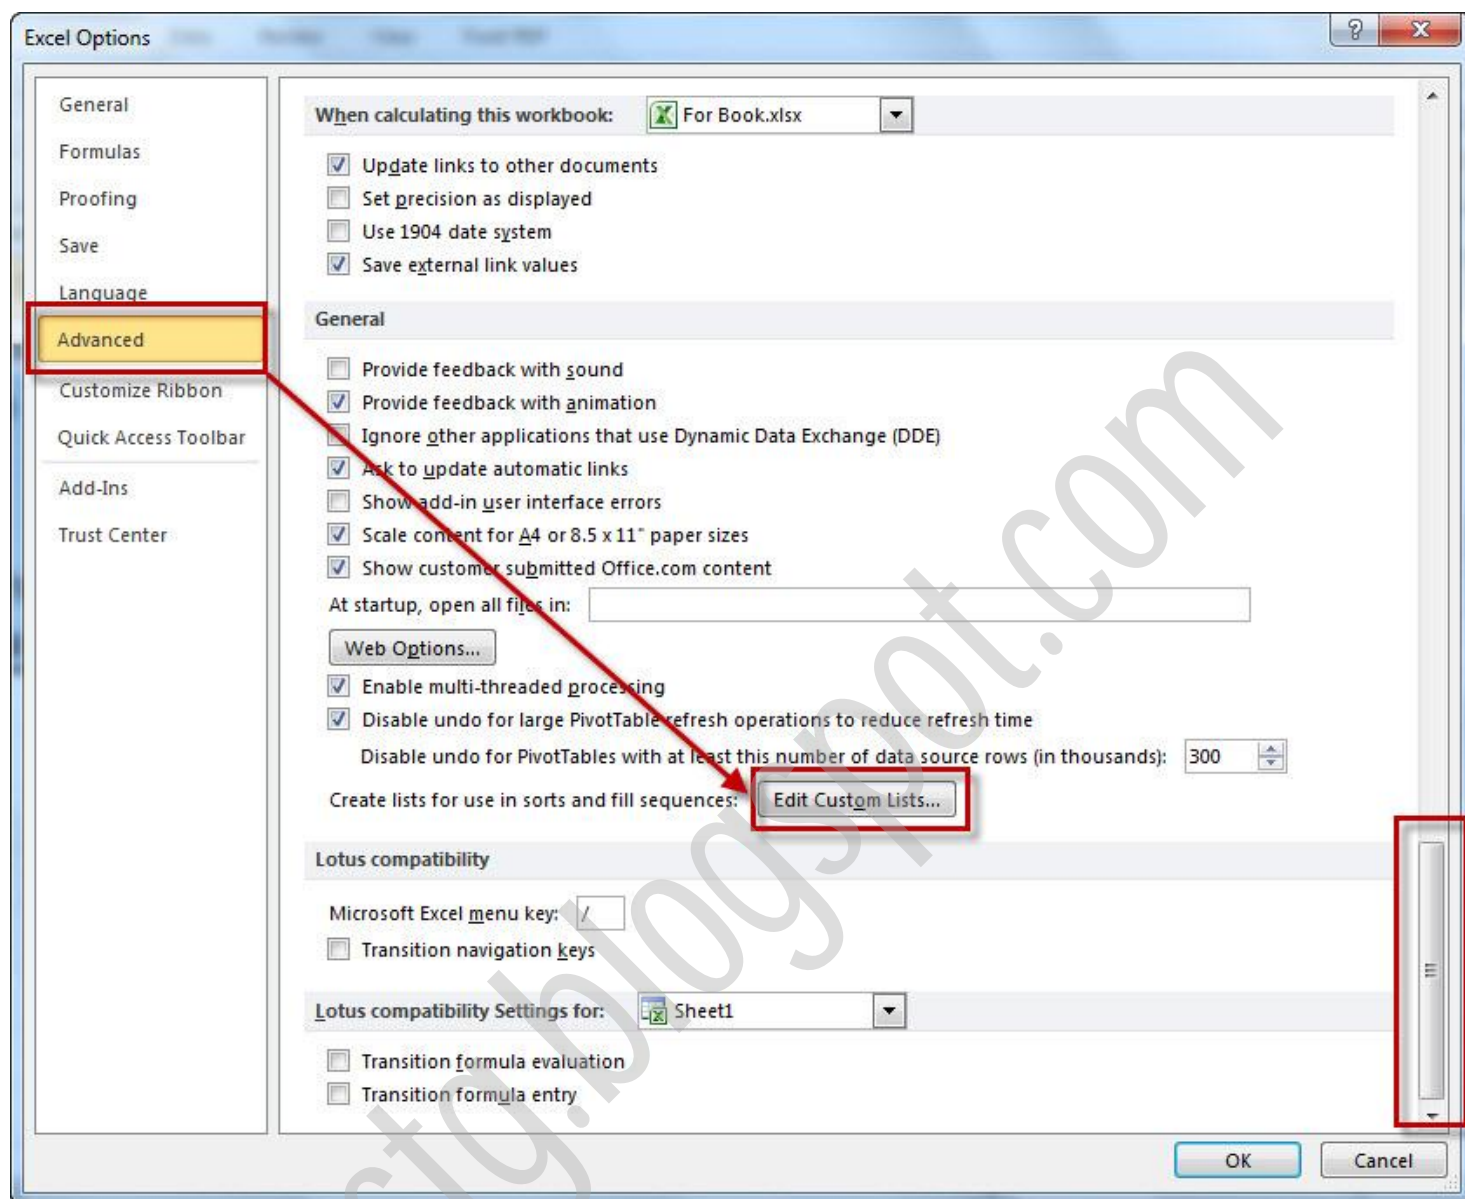 Excel Options
General
Formulas
Proofing
Save
Language
Advanced
Customize Ribbon
Quick Access Toolbar
Add-Ins
Trust Center
When calculating this workbook: For Book.xlsx
Update links to other documents
Set precision as displayed
Use 1904 date system
Save external link values
General
Provide feedback with sound
Provide feedback with animation
Ignore other applications that use Dynamic Data Exchange (DDE)
Ask to update automatic links
Show add-in user interface errors
Scale content for A4 or 8.5 x 11" paper sizes
Show customer submitted Office.com content
At startup, open all files in:
Web Options...
Enable multi-threaded processing
Disable undo for large PivotTable refresh operations to reduce refresh time
Disable undo for PivotTables with at least this number of data source rows (in thousands): 300
Create lists for use in sorts and fill sequences: Edit Custom Lists...
Lotus compatibility
Microsoft Excel menu key: /
Transition navigation keys
Lotus compatibility Settings for: Sheet1
Transition formula evaluation
Transition formula entry
OK Cancel